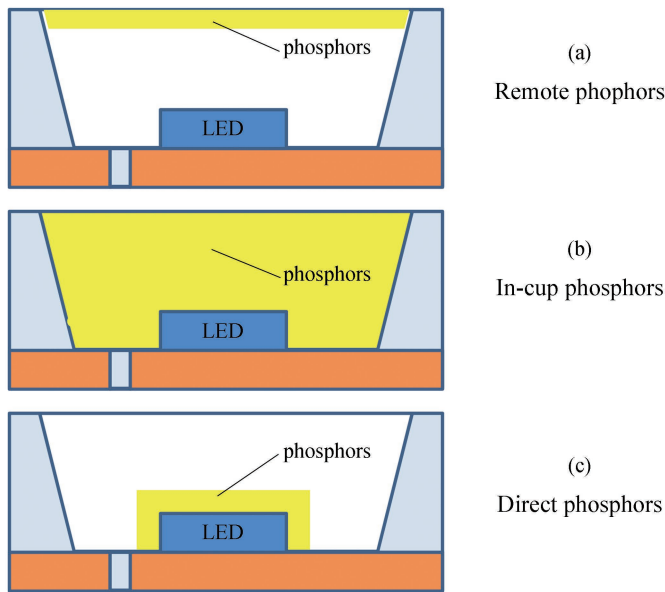 phosphors
LED
(a)
Remote phophors
phosphors
LED
(b)
In-cup phosphors
phosphors
LED
(c)
Direct phosphors